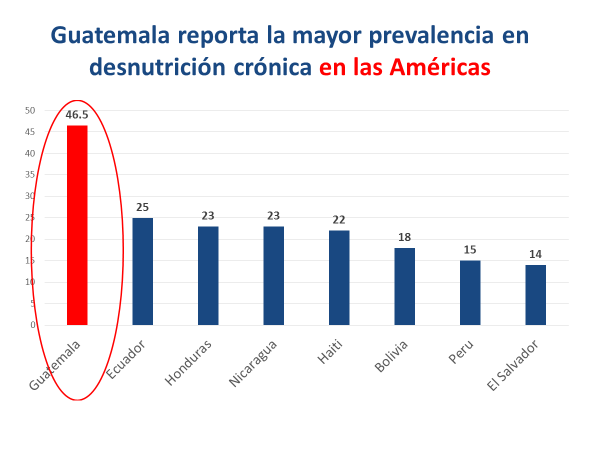 Guatemala reporta la mayor prevalencia en
desnutrición crónica en las Américas
50
45
40
35
30
25
20
15
10
5
0
46.5
25
23
23
22
18
15
14
Guatemala
Ecuador
Honduras
Nicaragua
Haiti
Bolivia
Peru
El Salvador